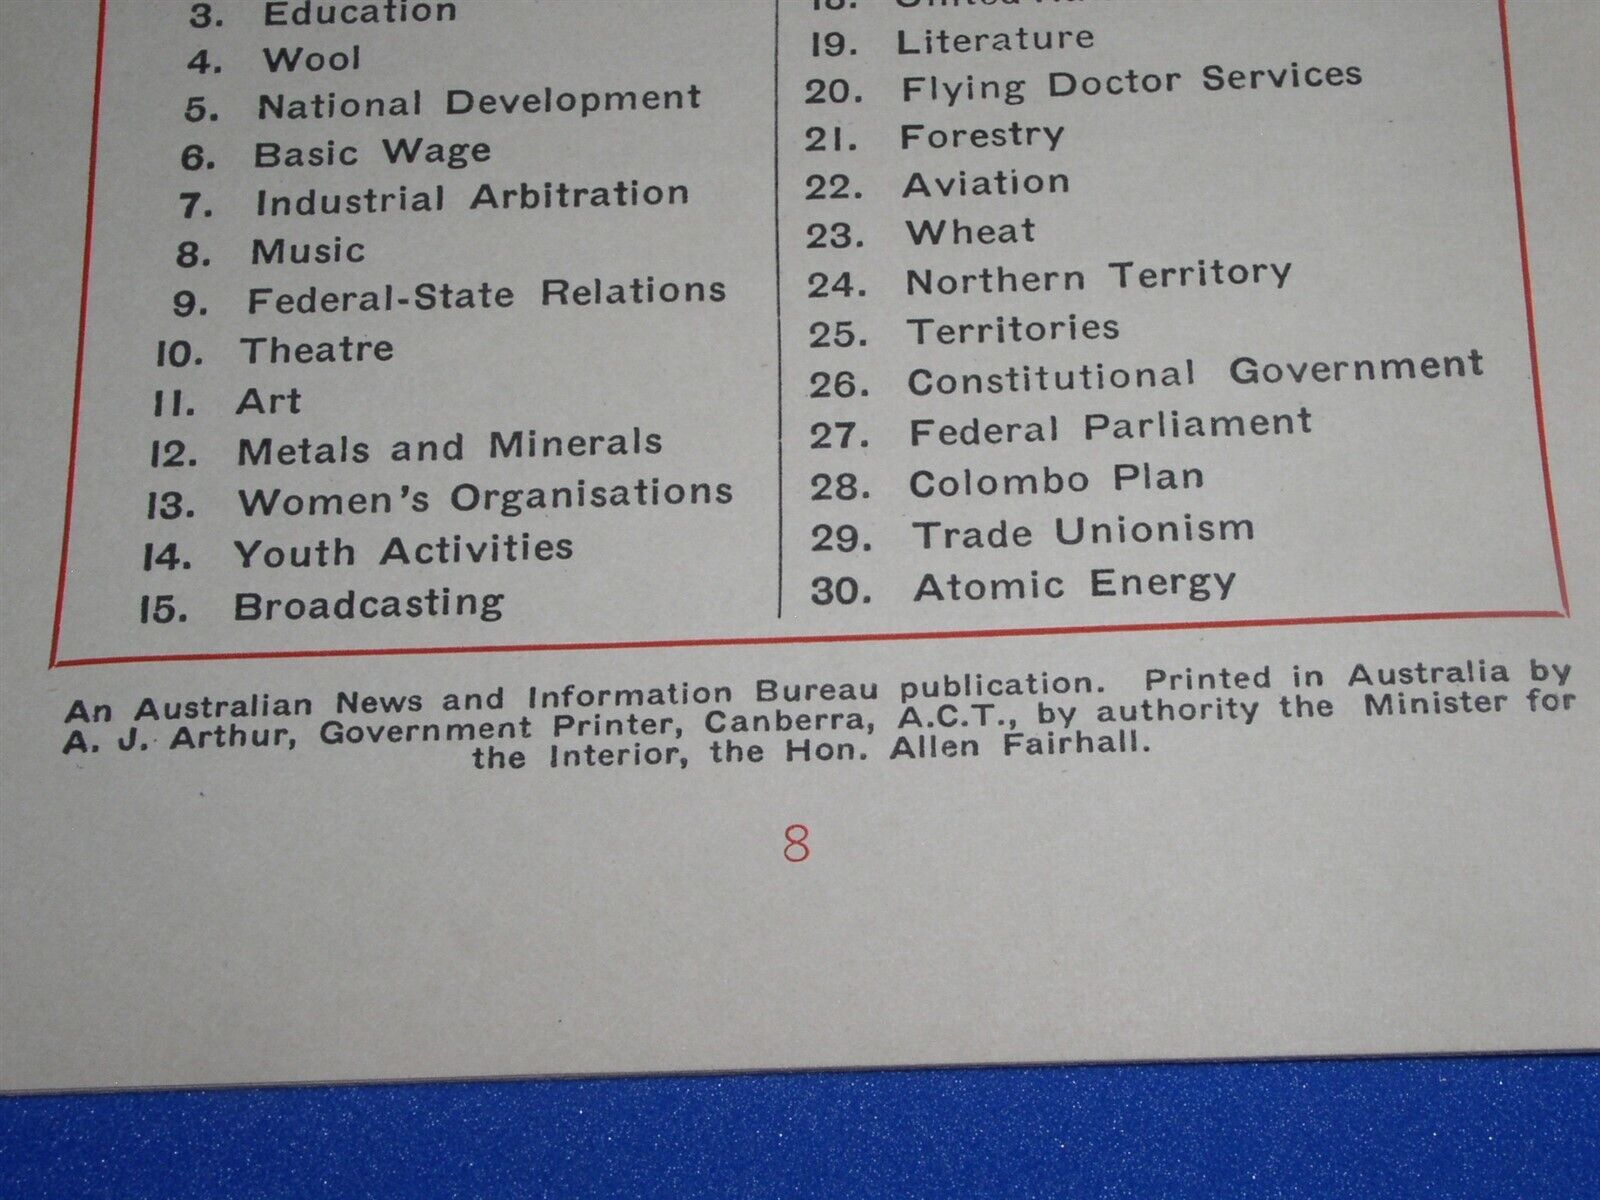 3. Education
4. Wool
5. National Development
6. Basic Wage
7. Industrial Arbitration
8. Music
9. Federal-State Relations
10. Theatre
11. Art
12. Metals and Minerals
13. Women's Organisations
14. Youth Activities
15. Broadcasting
18.
19. Literature
20. Flying Doctor Services
21. Forestry
22. Aviation
23. Wheat
24. Northern Territory
25. Territories
26. Constitutional Government
27. Federal Parliament
28. Colombo Plan
29. Trade Unionism
30. Atomic Energy
An Australian News and Information Bureau publication. Printed in Australia by
A. J. Arthur, Government Printer, Canberra, A.C.T., by authority the Minister for
the Interior, the Hon. Allen Fairhall.
8